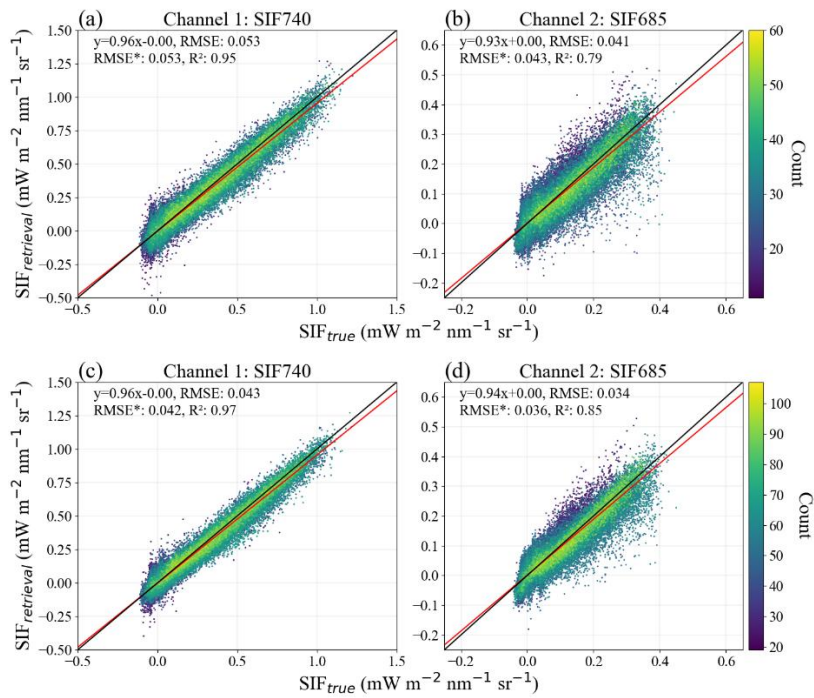 (a) Channel 1: SIF740
y=0.96x-0.00, RMSE: 0.053
RMSE*: 0.053, R²: 0.95
1.50
1.25
1.00
0.75
0.50
0.25
0.00
−0.25
−0.50
−0.5 0.0 0.5 1.0 1.5
(b) Channel 2: SIF685
y=0.93x+0.00, RMSE: 0.041
RMSE*: 0.043, R²: 0.79
0.6
0.5
0.4
0.3
0.2
0.1
0.0
−0.1
−0.2
−0.2 0.0 0.2 0.4 0.6
60
50
40
30
20
Count
SIFretrieval (mW m−2 nm−1 sr−1)
SIFtrue (mW m−2 nm−1 sr−1)
(c) Channel 1: SIF740
y=0.96x-0.00, RMSE: 0.043
RMSE*: 0.042, R²: 0.97
1.50
1.25
1.00
0.75
0.50
0.25
0.00
−0.25
−0.50
−0.5 0.0 0.5 1.0 1.5
(d) Channel 2: SIF685
y=0.94x+0.00, RMSE: 0.034
RMSE*: 0.036, R²: 0.85
0.6
0.5
0.4
0.3
0.2
0.1
0.0
−0.1
−0.2
−0.2 0.0 0.2 0.4 0.6
100
90
80
70
60
50
40
30
20
Count
SIFretrieval (mW m−2 nm−1 sr−1)
SIFtrue (mW m−2 nm−1 sr−1)